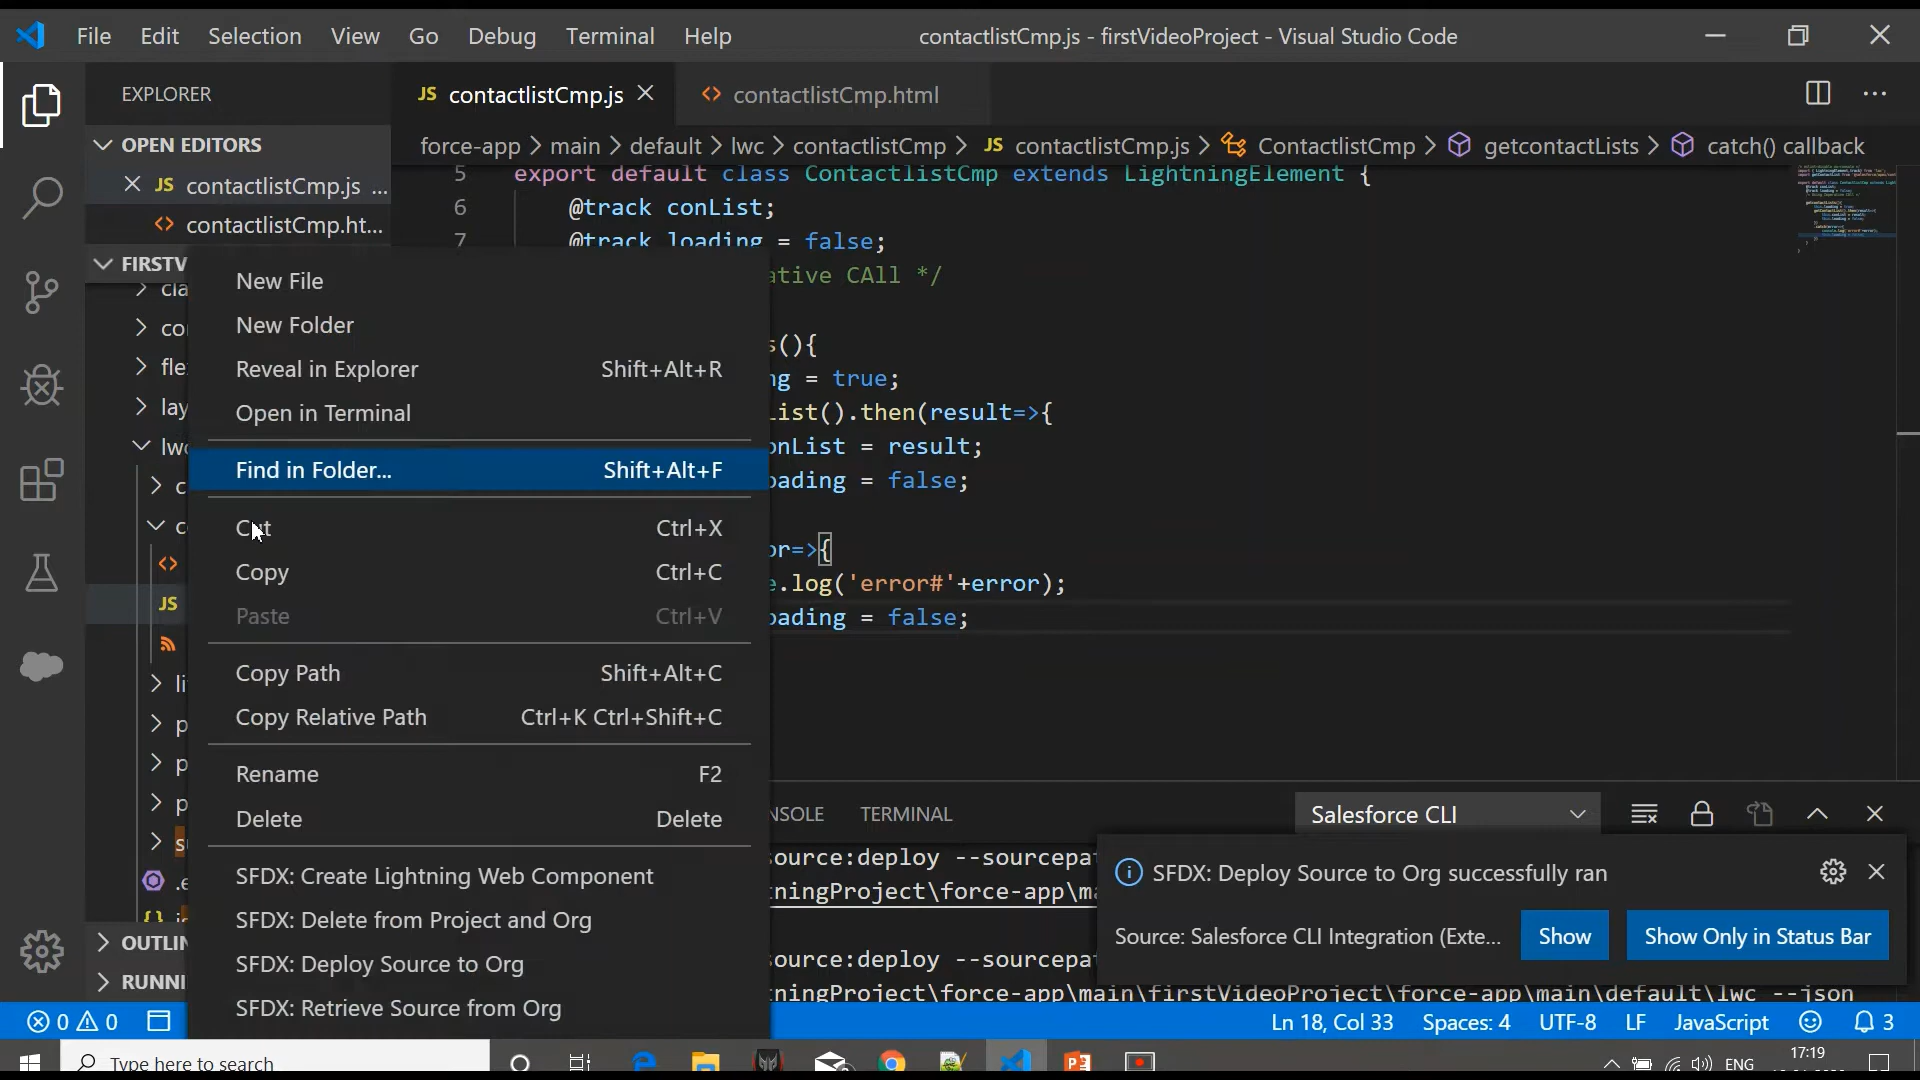 File Edit Selection View Go Debug Terminal Help contactlistCmp.js - firstVideoProject - Visual Studio Code
EXPLORER
JS contactlistCmp.js
contactlistCmp.html
OPEN EDITORS
JS contactlistCmp.js ...
contactlistCmp.ht...
force-app > main > default > lwc > contactlistCmp > JS contactlistCmp.js > ContactlistCmp > getcontactLists > catch() callback
5 export default class ContactlistCmp extends LightningElement {
6 @track conList;
7 @track loading = false;
ative CAll */
s(){
ng = true;
List().then(result=>{
onList = result;
oading = false;
or=>{
e.log('error#'+error);
oading = false;
FIRSTV
cla
co
fle
lay
lwc
c
c
JS
li
p
p
p
s
.e
OUTLIN
RUNNI
New File
New Folder
Reveal in Explorer Shift+Alt+R
Open in Terminal
Find in Folder... Shift+Alt+F
Cut Ctrl+X
Copy Ctrl+C
Paste Ctrl+V
Copy Path Shift+Alt+C
Copy Relative Path Ctrl+K Ctrl+Shift+C
Rename F2
Delete Delete
SFDX: Create Lightning Web Component
SFDX: Delete from Project and Org
SFDX: Deploy Source to Org
SFDX: Retrieve Source from Org
NSOLE TERMINAL Salesforce CLI
ource:deploy --sourcepa
ningProject\force-app\m
ource:deploy --sourcepa
ningProject\force-app\main\firstVideoProject\force-app\main\default\lwc --json
SFDX: Deploy Source to Org successfully ran
Source: Salesforce CLI Integration (Exte... Show Show Only in Status Bar
0 0 Ln 18, Col 33 Spaces: 4 UTF-8 LF JavaScript 3
Type here to search ENG 17:19